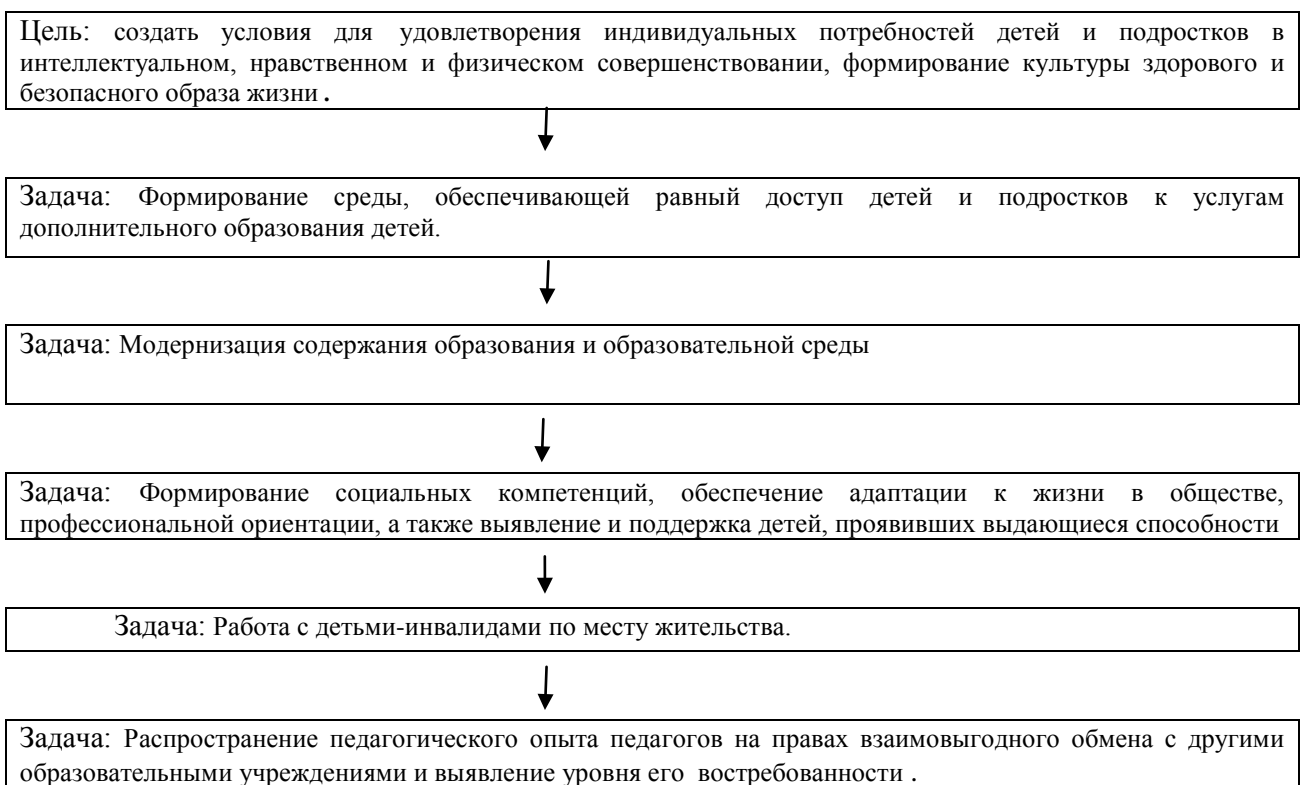 Цель: создать условия для удовлетворения индивидуальных потребностей детей и подростков в
интеллектуальном, нравственном и физическом совершенствовании, формирование культуры здорового и
безопасного образа жизни .
Задача: Формирование среды, обеспечивающей равный доступ детей и подростков к услугам
дополнительного образования детей.
Задача: Модернизация содержания образования и образовательной среды
Задача: Формирование социальных компетенций, обеспечение адаптации к жизни в обществе,
профессиональной ориентации, а также выявление и поддержка детей, проявивших выдающиеся способности
Задача: Работа с детьми-инвалидами по месту жительства.
Задача: Распространение педагогического опыта педагогов на правах взаимовыгодного обмена с другими
образовательными учреждениями и выявление уровня его востребованности .